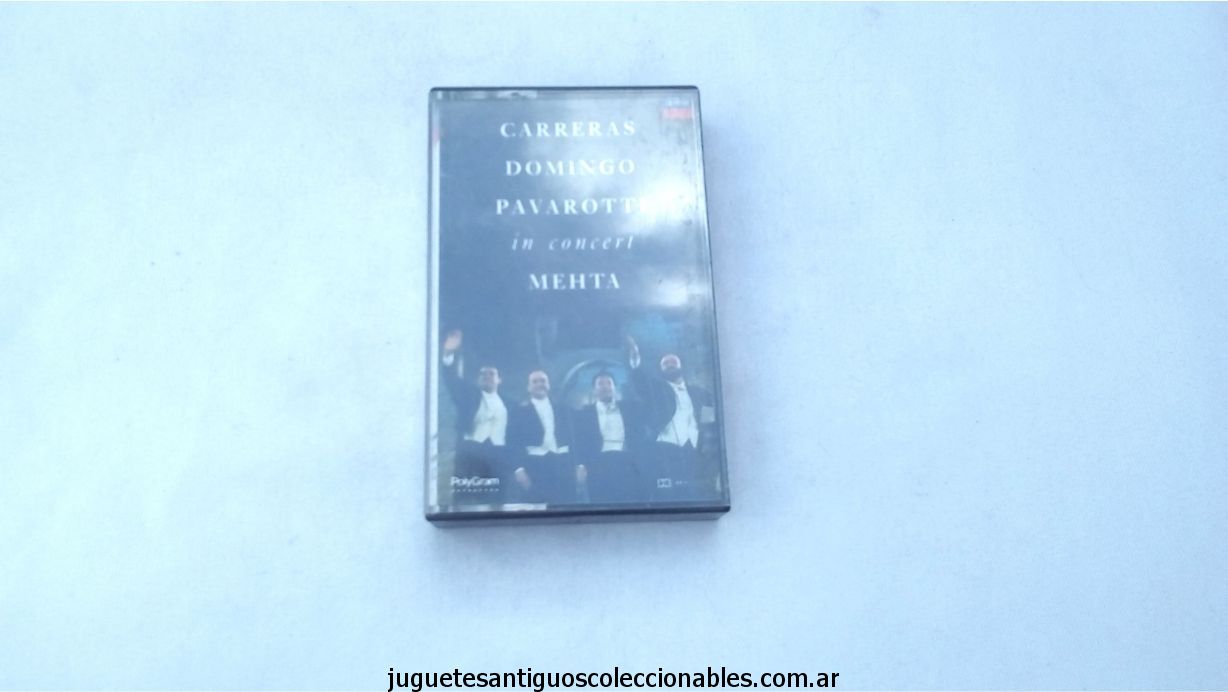 CARRERAS
DOMINGO
PAVAROTTI
in concert
MEHTA
PolyGram
juguetesantiguoscoleccionables.com.ar